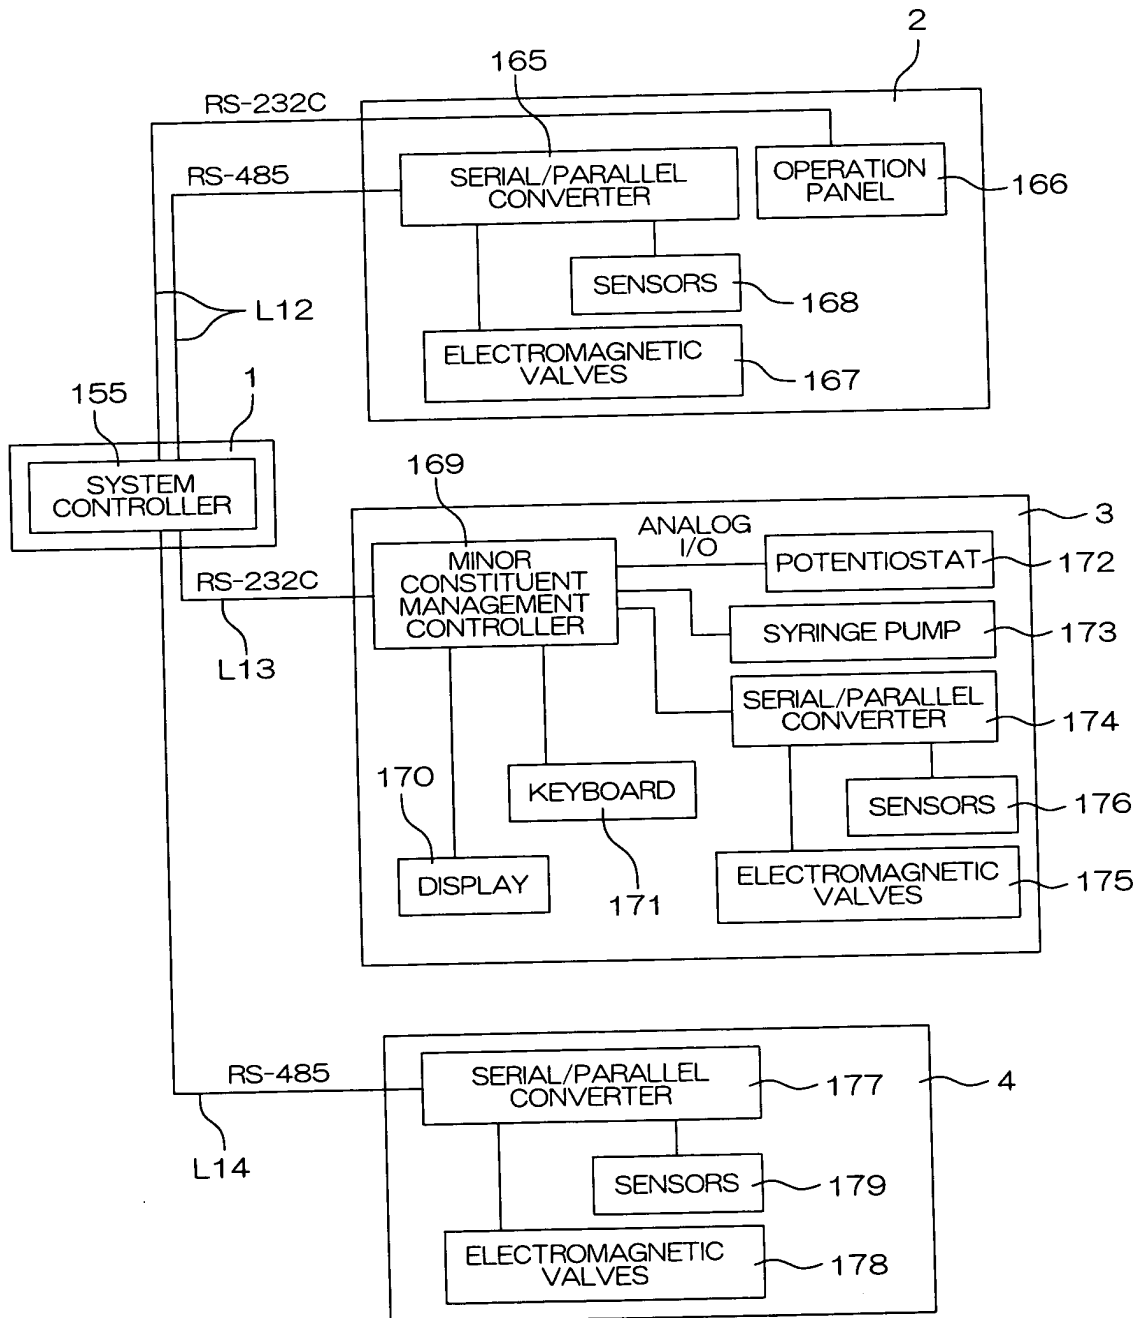 2
165
RS-232C
SERIAL/PARALLEL
CONVERTER
OPERATION
PANEL
166
RS-485
SENSORS
168
L12
ELECTROMAGNETIC
VALVES
167
155
1
SYSTEM
CONTROLLER
169
3
ANALOG
I/O
MINOR
CONSTITUENT
MANAGEMENT
CONTROLLER
POTENTIOSTAT
172
RS-232C
L13
SYRINGE PUMP
173
SERIAL/PARALLEL
CONVERTER
174
170
KEYBOARD
171
SENSORS
176
DISPLAY
ELECTROMAGNETIC
VALVES
175
RS-485
L14
SERIAL/PARALLEL
CONVERTER
177
4
SENSORS
179
ELECTROMAGNETIC
VALVES
178